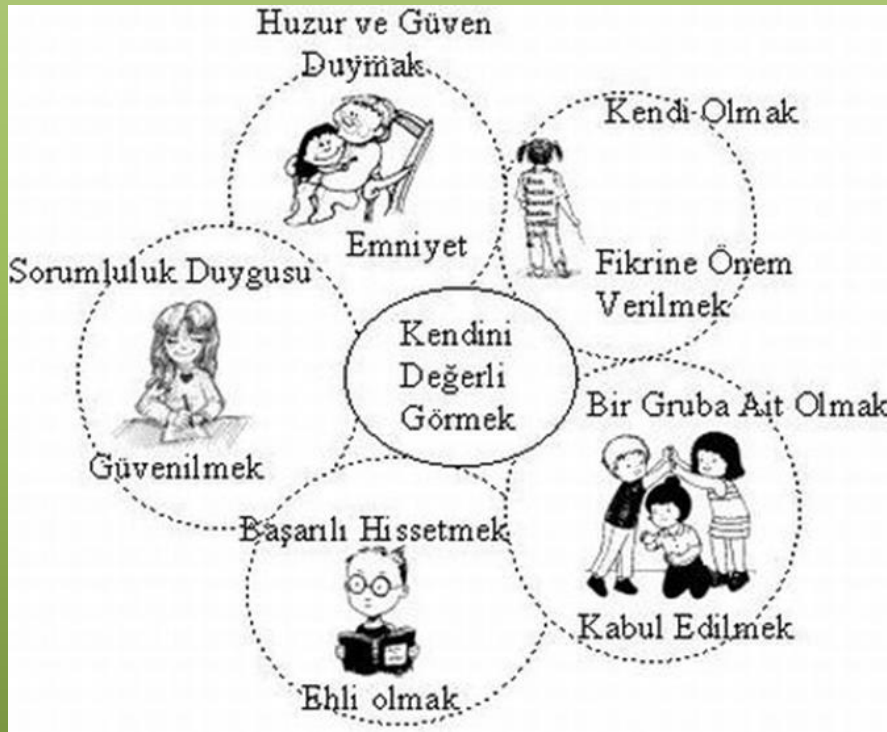 Huzur ve Güven
Duymak
Emniyet
Kendi Olmak
Fikrine Önem
Verilmek
Sorumluluk Duygusu
Güvenilmek
Kendini
Değerli
Görmek
Bir Gruba Ait Olmak
Kabul Edilmek
Başarılı Hissetmek
Ehli olmak